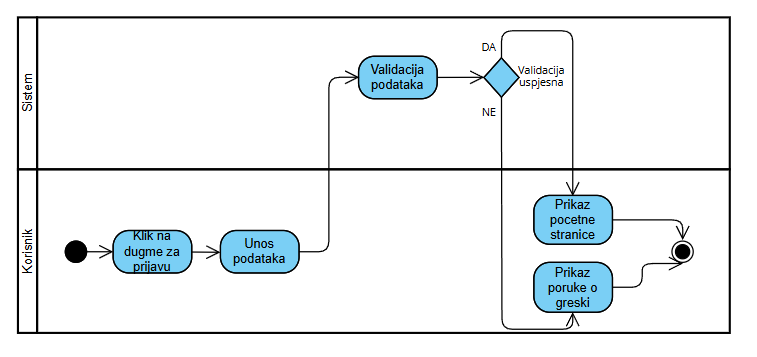 Sistem
Validacija
podataka
DA
Validacija
uspjesna
NE
Korisnik
Klik na
dugme za
prijavu
Unos
podataka
Prikaz
pocetne
stranice
Prikaz
poruke o
greski